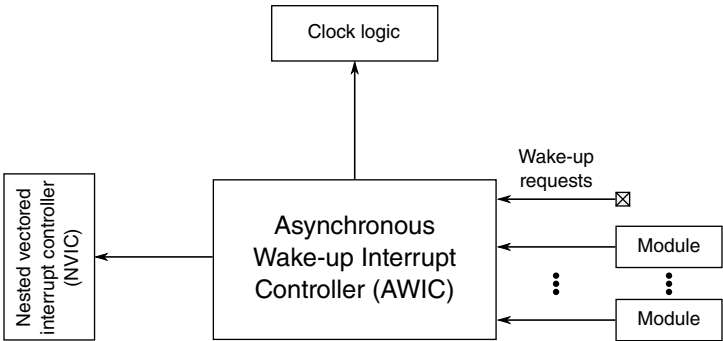 Clock logic
Wake-up
requests
Nested vectored
interrupt controller
(NVIC)
Asynchronous
Wake-up Interrupt
Controller (AWIC)
Module
Module